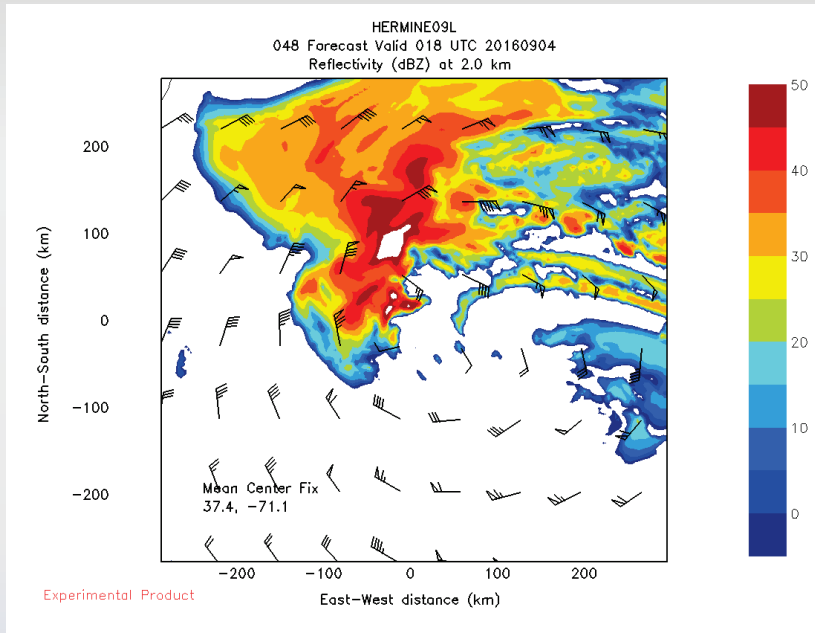 HERMINE09L
048 Forecast Valid 018 UTC 20160904
Reflectivity (dBZ) at 2.0 km
50
40
30
20
10
0
North-South distance (km)
200
100
0
-100
-200
Mean Center Fix
37.4, -71.1
-200
-100
0
100
200
East-West distance (km)
Experimental Product